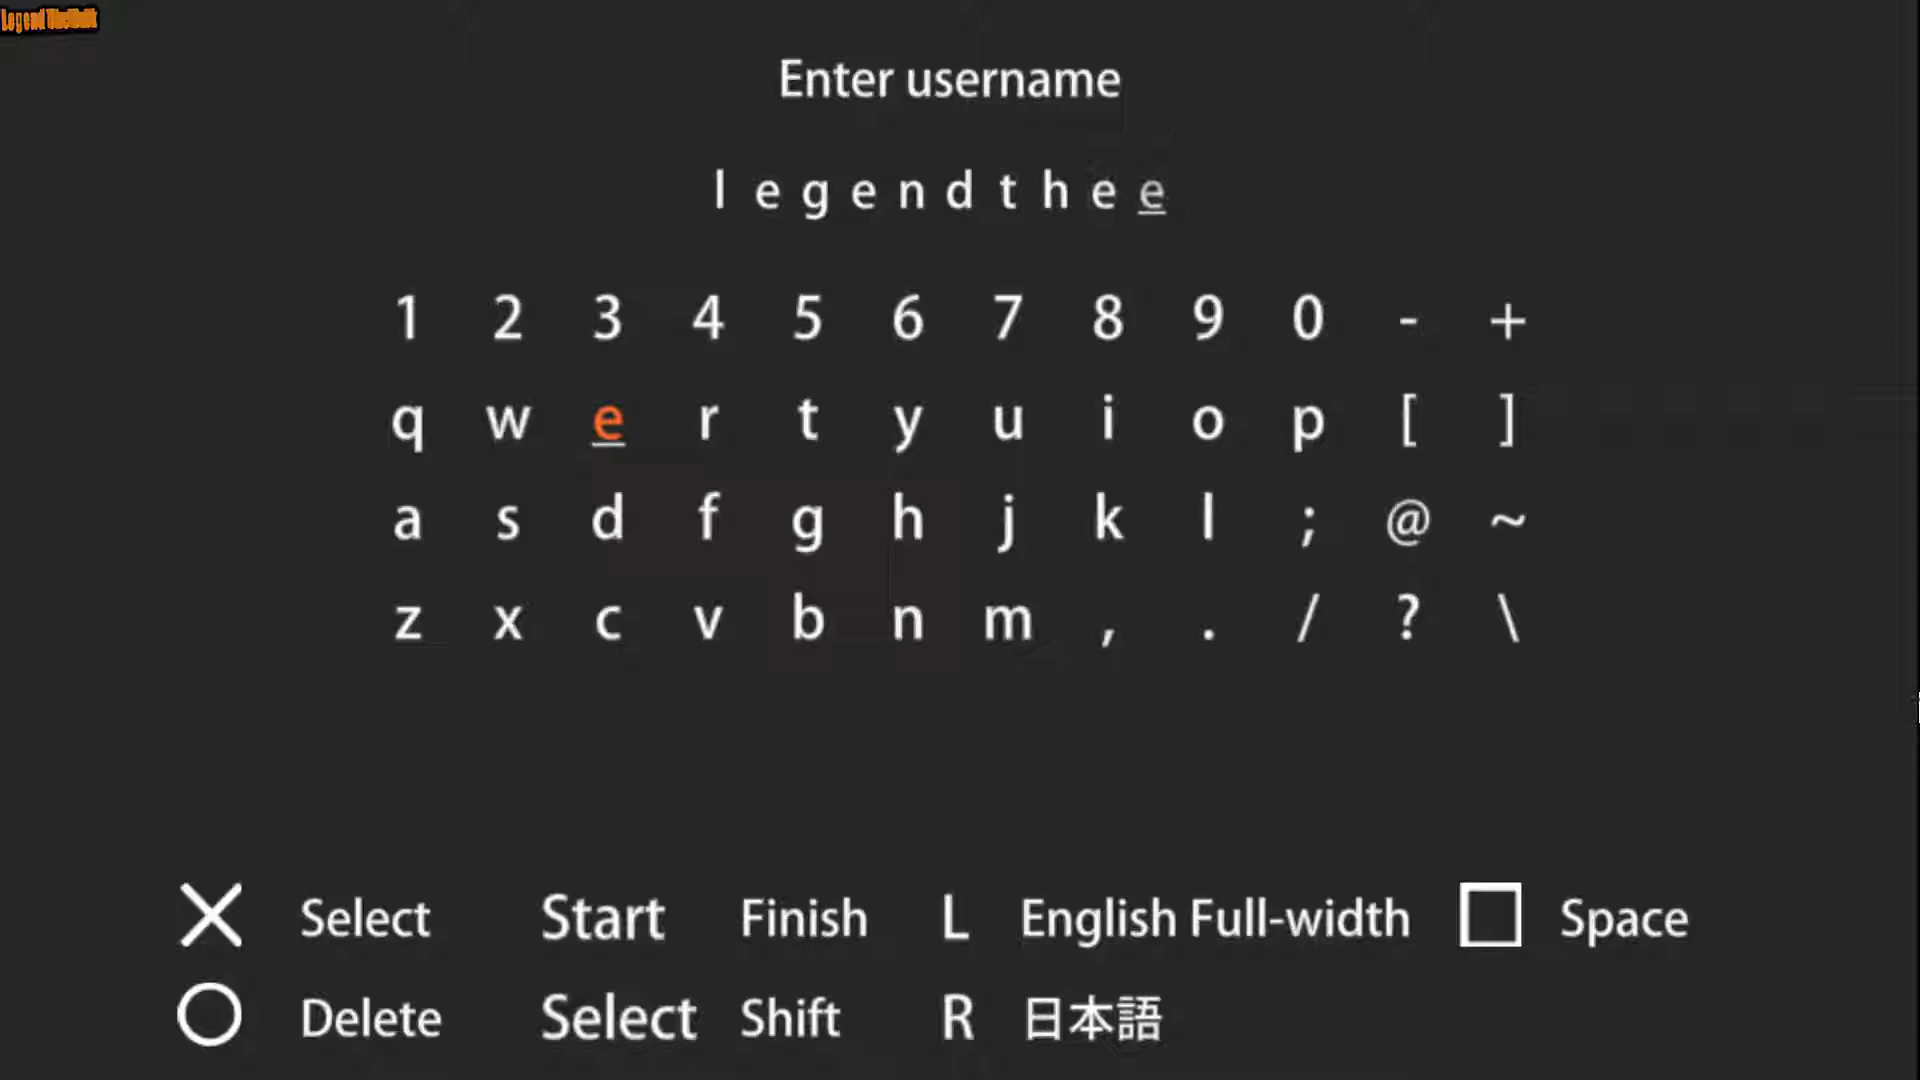 Enter username
legendthee
1 2 3 4 5 6 7 8 9 0 - +
q w e r t y u i o p [ ]
a s d f g h j k l ; @ ~
z x c v b n m , . / ? \
Select Start Finish L English Full-width Space
Delete Select Shift R 日本語